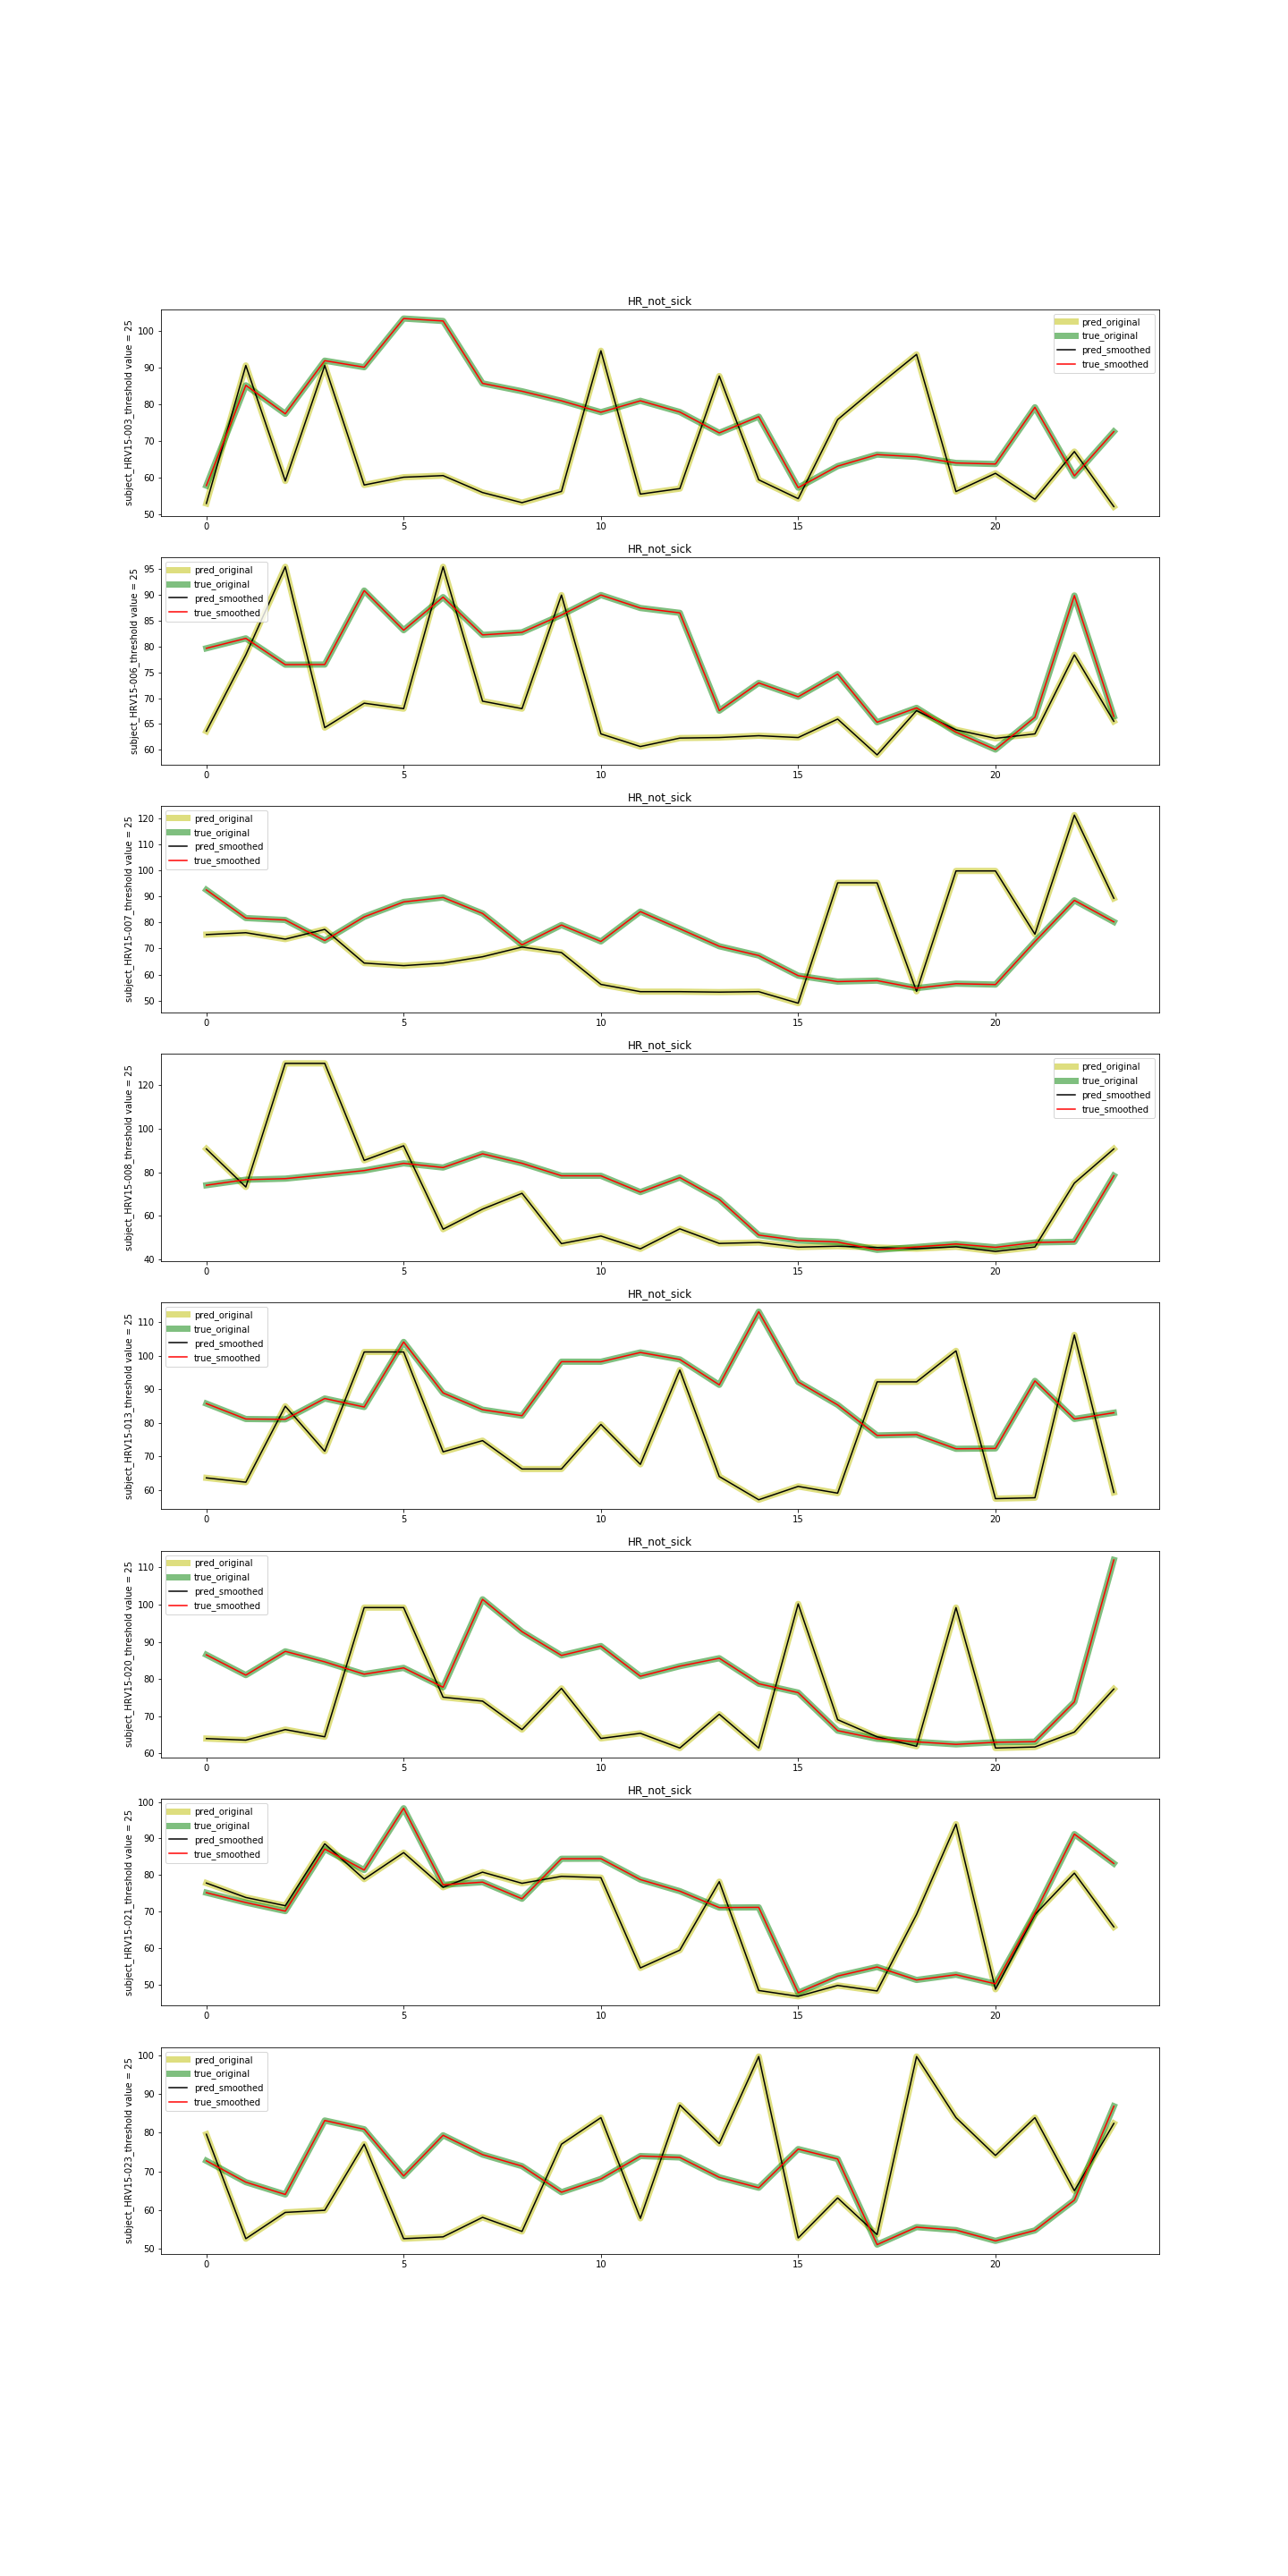 HR_not_sick
subject_HRV15-003_threshold value = 25
100
90
80
70
60
50
0 5 10 15 20
pred_original
true_original
pred_smoothed
true_smoothed
HR_not_sick
subject_HRV15-006_threshold value = 25
95
90
85
80
75
70
65
60
0 5 10 15 20
pred_original
true_original
pred_smoothed
true_smoothed
HR_not_sick
subject_HRV15-007_threshold value = 25
120
110
100
90
80
70
60
50
0 5 10 15 20
pred_original
true_original
pred_smoothed
true_smoothed
HR_not_sick
subject_HRV15-008_threshold value = 25
120
100
80
60
40
0 5 10 15 20
pred_original
true_original
pred_smoothed
true_smoothed
HR_not_sick
subject_HRV15-013_threshold value = 25
110
100
90
80
70
60
0 5 10 15 20
pred_original
true_original
pred_smoothed
true_smoothed
HR_not_sick
subject_HRV15-020_threshold value = 25
110
100
90
80
70
60
0 5 10 15 20
pred_original
true_original
pred_smoothed
true_smoothed
HR_not_sick
subject_HRV15-021_threshold value = 25
100
90
80
70
60
50
0 5 10 15 20
pred_original
true_original
pred_smoothed
true_smoothed
subject_HRV15-023_threshold value = 25
100
90
80
70
60
50
0 5 10 15 20
pred_original
true_original
pred_smoothed
true_smoothed